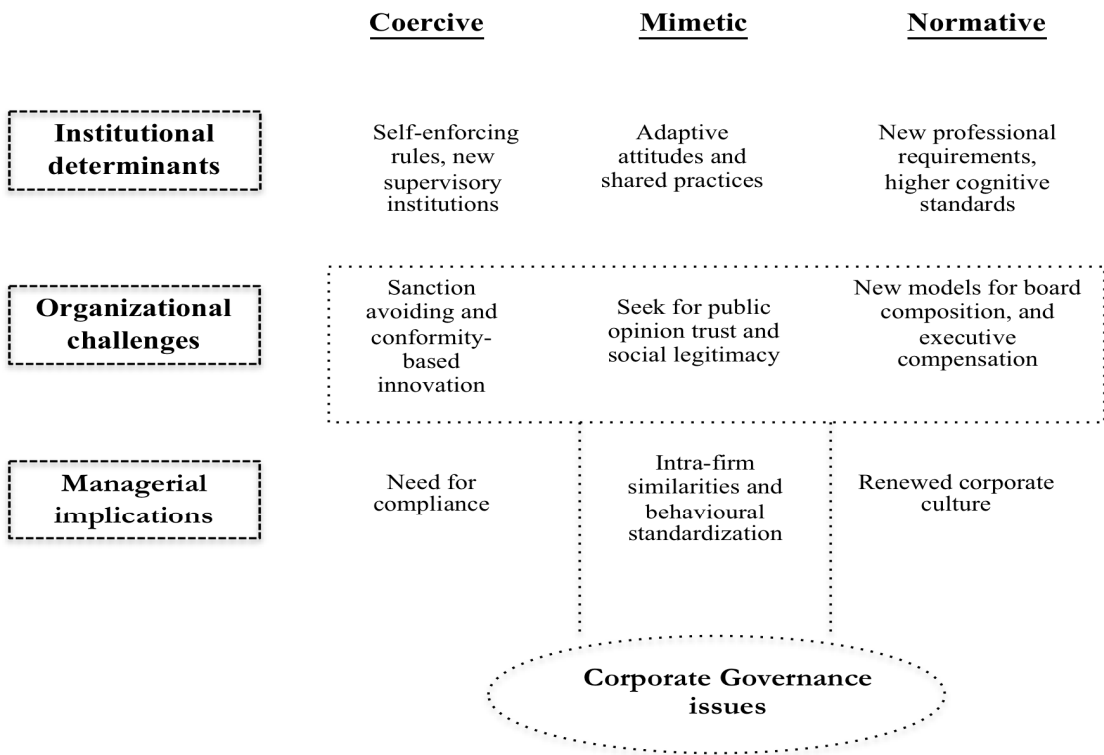 Coercive
Mimetic
Normative
Institutional
determinants
Self-enforcing
rules, new
supervisory
institutions
Adaptive
attitudes and
shared practices
New professional
requirements,
higher cognitive
standards
Organizational
challenges
Sanction
avoiding and
conformity-
based
innovation
Seek for public
opinion trust and
social legitimacy
New models for board
composition, and
executive
compensation
Managerial
implications
Need for
compliance
Intra-firm
similarities and
behavioural
standardization
Renewed corporate
culture
Corporate Governance
issues